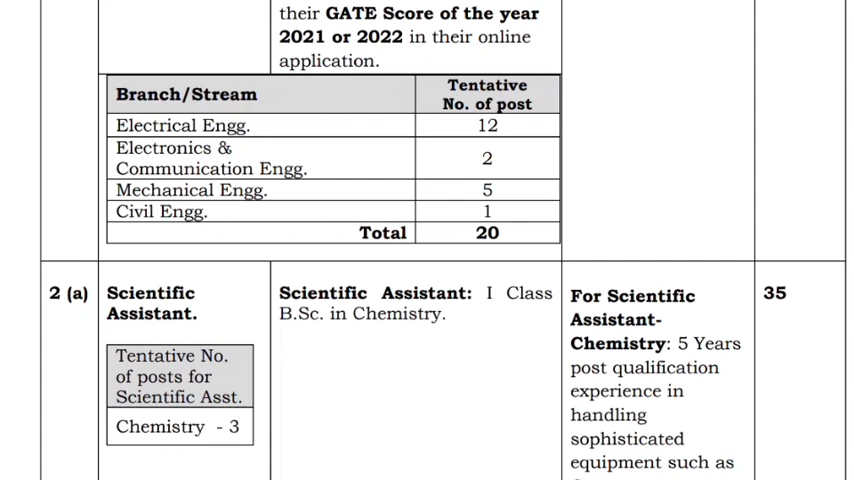 their GATE Score of the year
2021 or 2022 in their online
application.
Branch/Stream
Tentative
No. of post
Electrical Engg.
12
Electronics &
Communication Engg.
2
Mechanical Engg.
5
Civil Engg.
1
Total
20
2 (a)
Scientific
Assistant.
Tentative No.
of posts for
Scientific Asst.
Chemistry - 3
Scientific Assistant: I Class
B.Sc. in Chemistry.
For Scientific
Assistant-
Chemistry: 5 Years
post qualification
experience in
handling
sophisticated
equipment such as
35